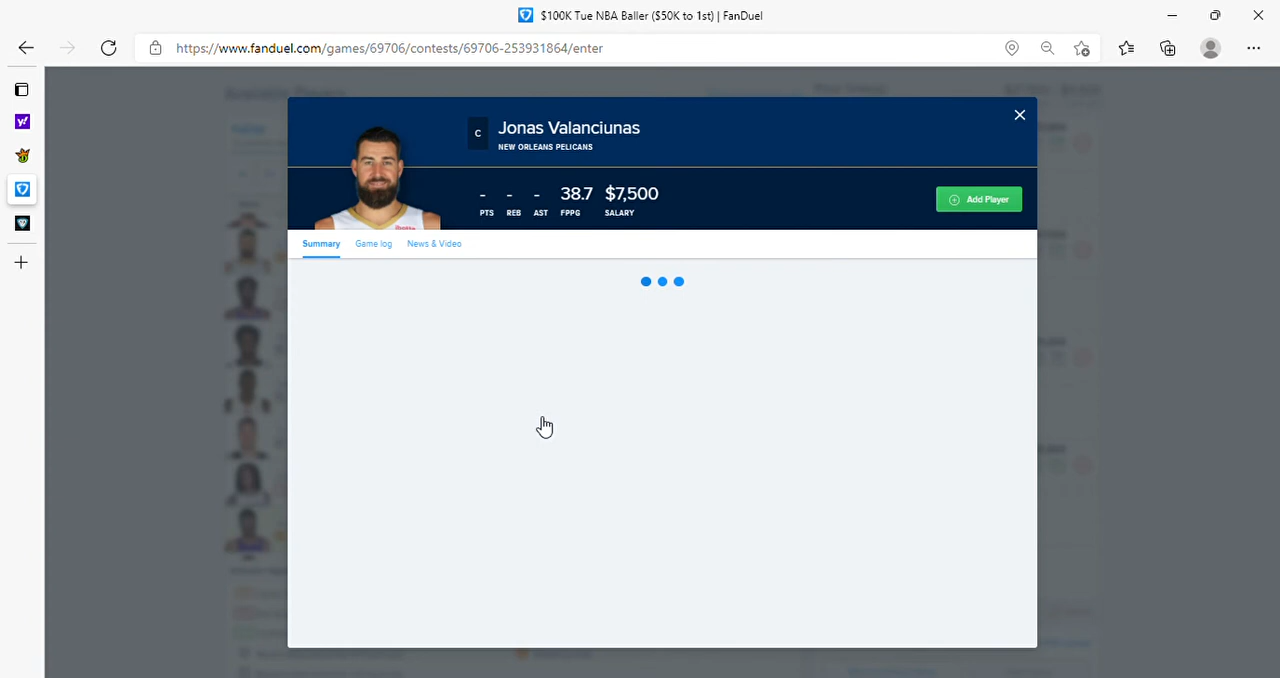 $100K Tue NBA Baller ($50K to 1st) | FanDuel
https://www.fanduel.com/games/69706/contests/69706-253931864/enter
C
Jonas Valanciunas
NEW ORLEANS PELICANS
- - - 38.7 $7,500
PTS REB AST FPPG SALARY
Add Player
Summary Game log News & Video